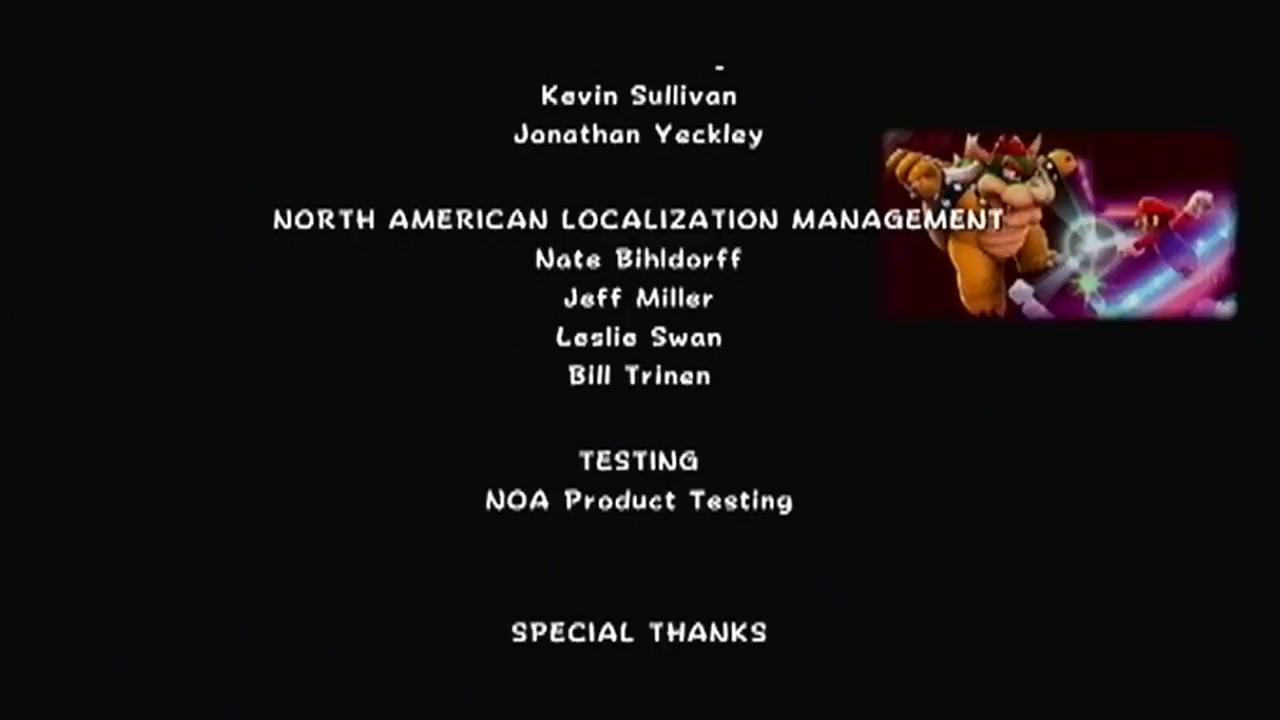 Kevin Sullivan
Jonathan Yeckley
NORTH AMERICAN LOCALIZATION MANAGEMENT
Nate Bihldorff
Jeff Miller
Leslie Swan
Bill Trinen
TESTING
NOA Product Testing
SPECIAL THANKS